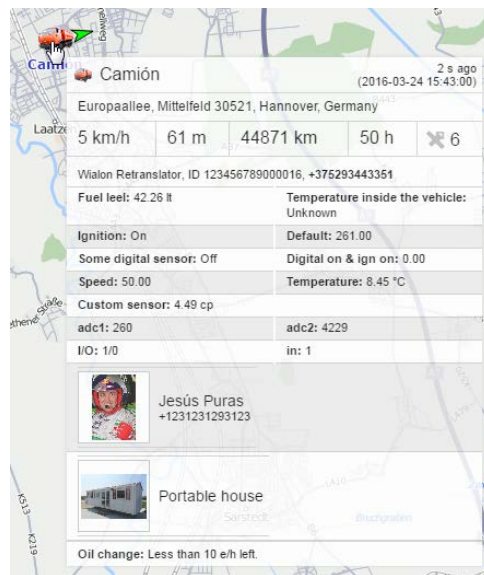 Camión
2 s ago
(2016-03-24 15:43:00)
Europaallee, Mittelfeld 30521, Hannover, Germany
5 km/h 61 m 44871 km 50 h 6
Wialon Retranslator, ID 123456789000016, +375293443351
Fuel leel: 42.26 lt Temperature inside the vehicle:
Unknown
Ignition: On Default: 261.00
Some digital sensor: Off Digital on & ign on: 0.00
Speed: 50.00 Temperature: 8.45 °C
Custom sensor: 4.49 cp
adc1: 260 adc2: 4229
I/O: 1/0 in: 1
Jesús Puras
+1231231293123
Portable house
Oil change: Less than 10 e/h left.
Laatzen
Sarstedt
K513
K219